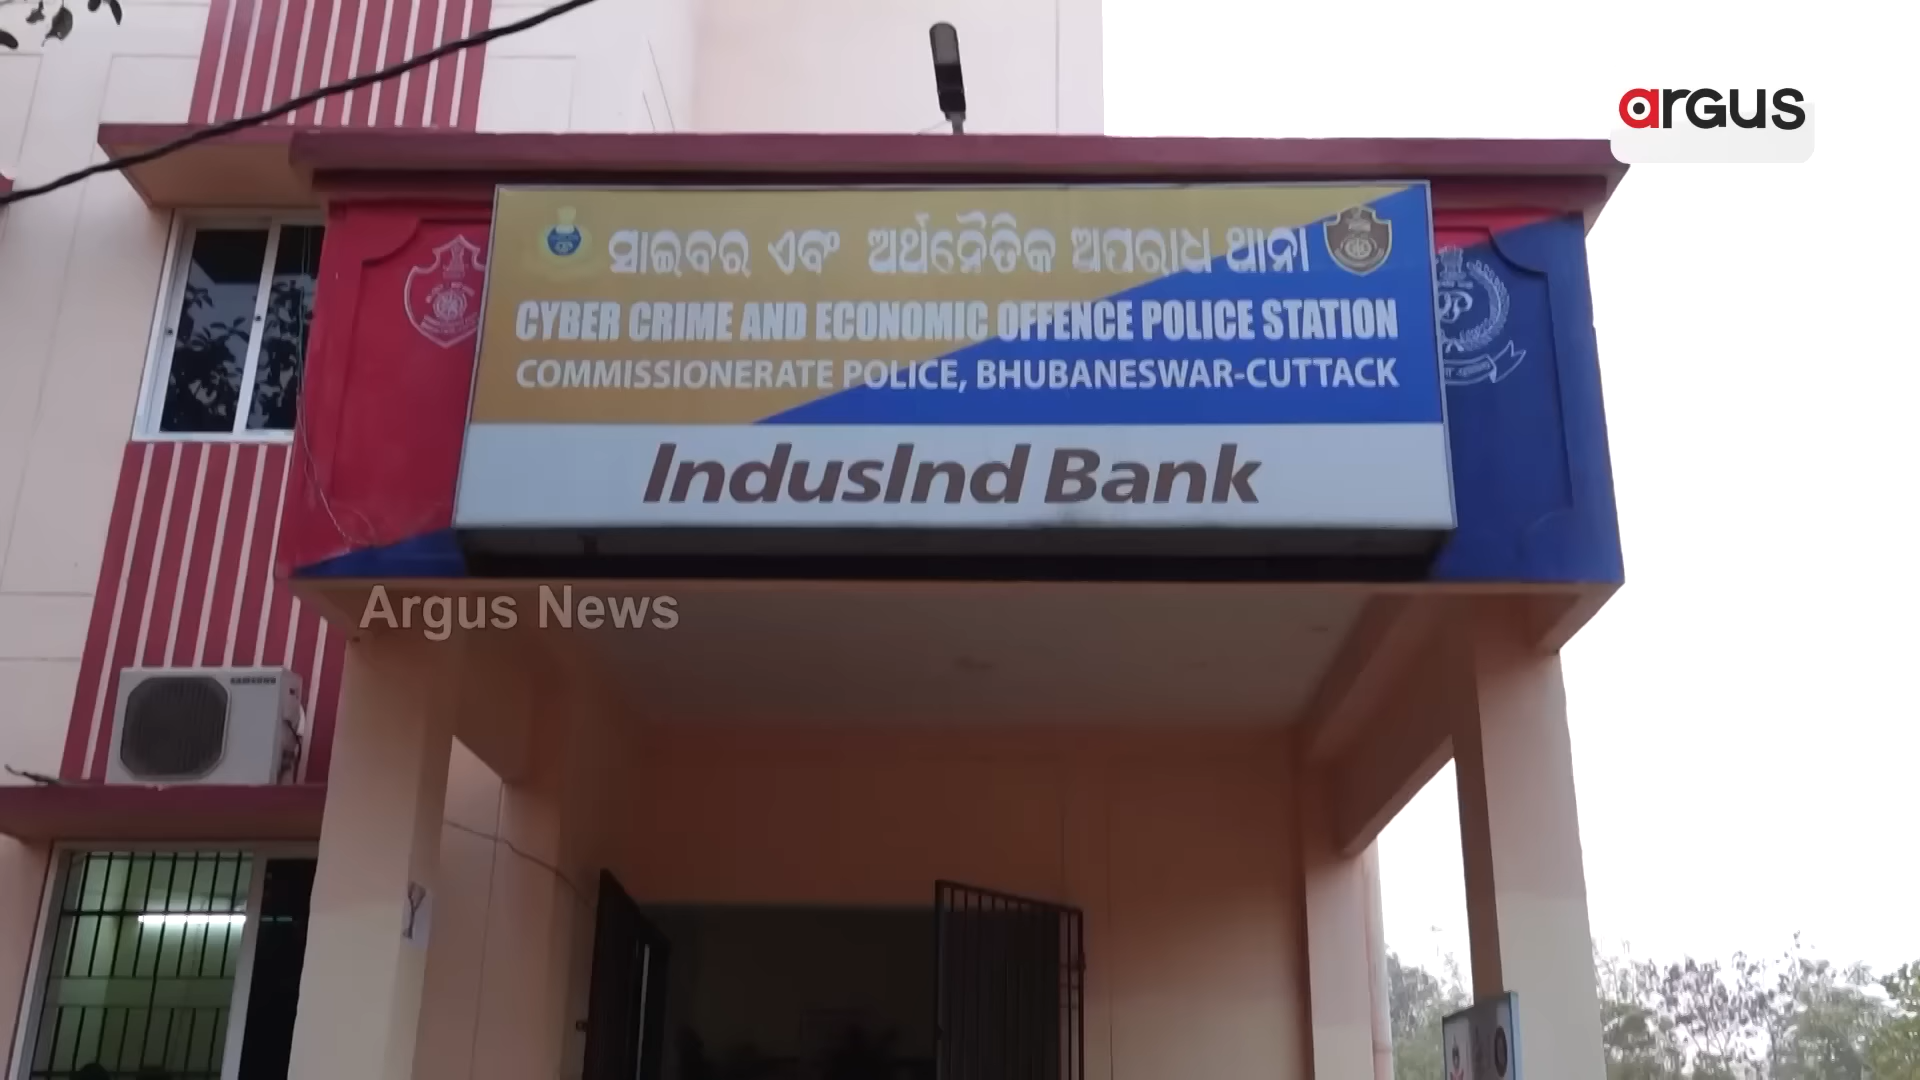 argus
ସାଇବର ଏବଂ ଅର୍ଥନୈତିକ ଅପରାଧ ଥାନା
CYBER CRIME AND ECONOMIC OFFENCE POLICE STATION
COMMISSIONERATE POLICE, BHUBANESWAR-CUTTACK
IndusInd Bank
Argus News
SAMSUNG